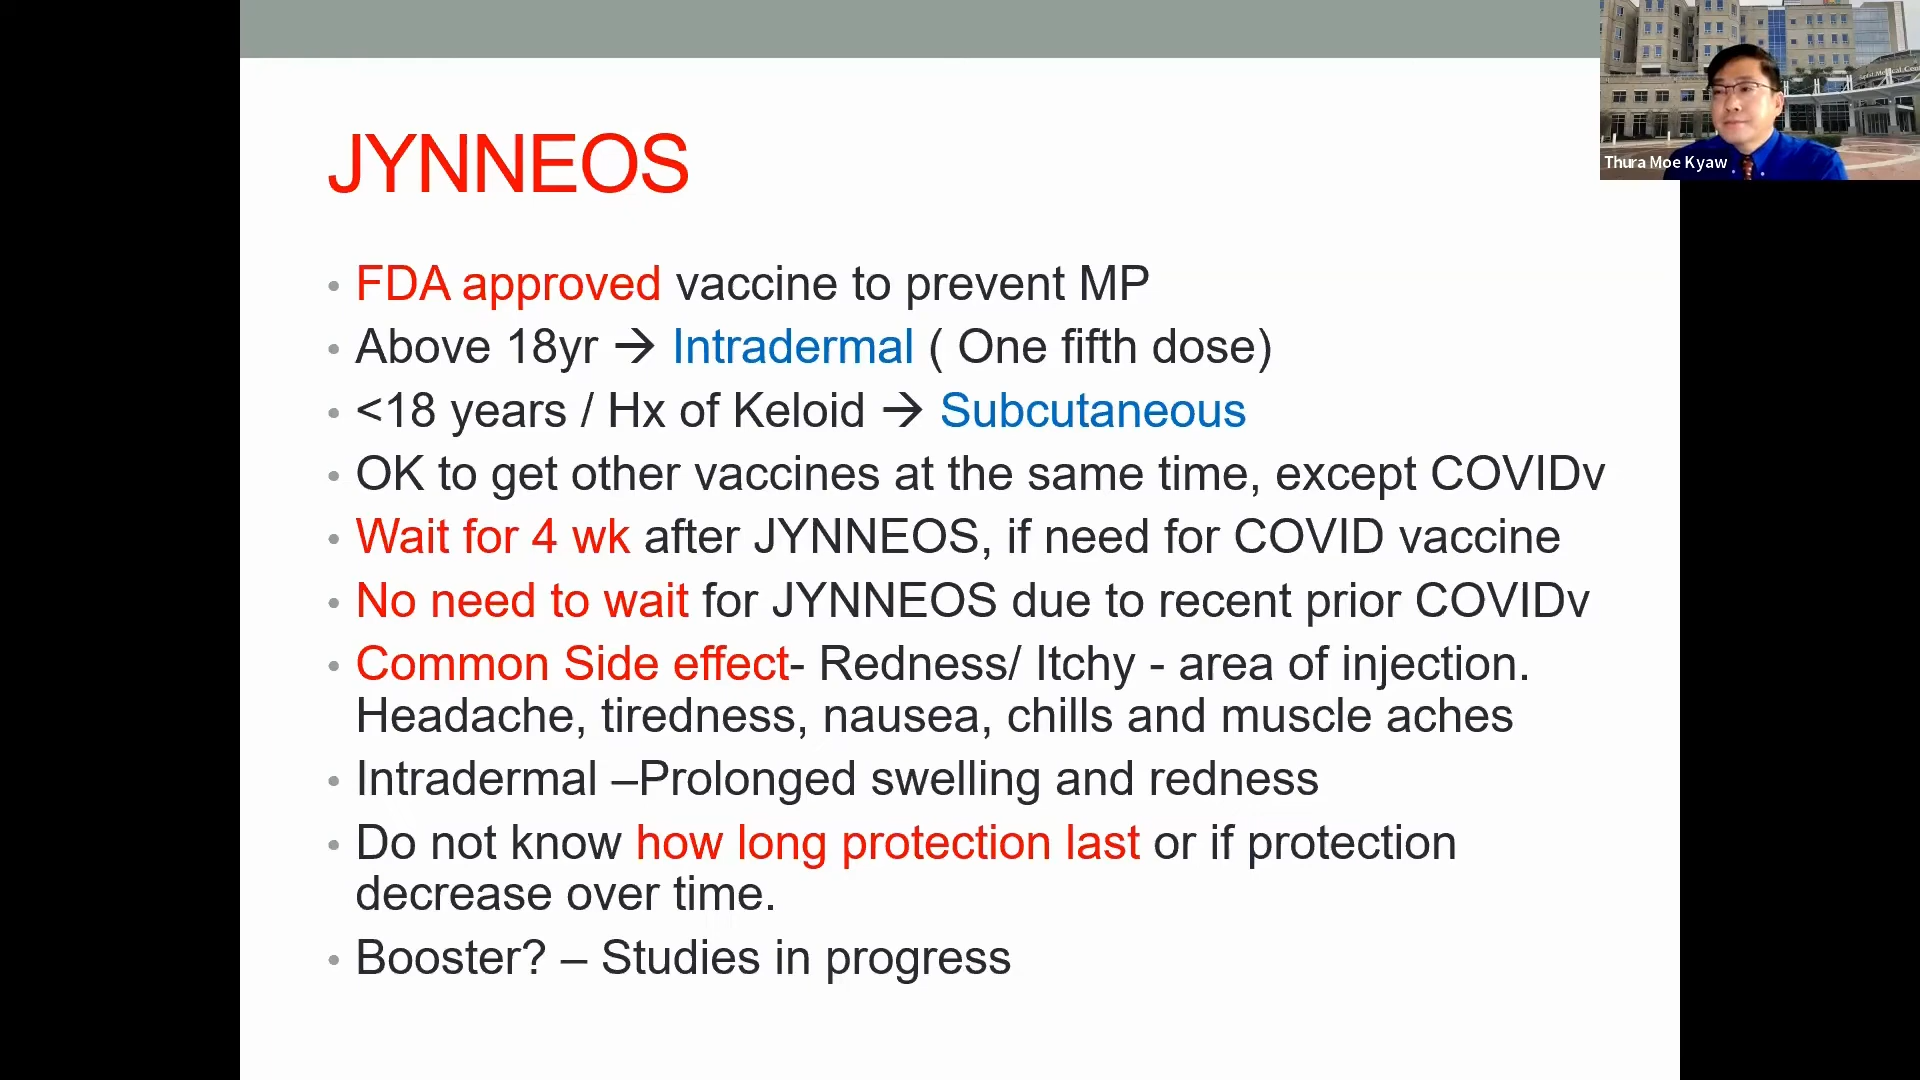 JYNNEOS
• FDA approved vaccine to prevent MP
• Above 18yr → Intradermal ( One fifth dose)
• <18 years / Hx of Keloid → Subcutaneous
• OK to get other vaccines at the same time, except COVIDv
• Wait for 4 wk after JYNNEOS, if need for COVID vaccine
• No need to wait for JYNNEOS due to recent prior COVIDv
• Common Side effect- Redness/ Itchy - area of injection.
Headache, tiredness, nausea, chills and muscle aches
• Intradermal –Prolonged swelling and redness
• Do not know how long protection last or if protection
decrease over time.
• Booster? – Studies in progress
Thura Moe Kyaw